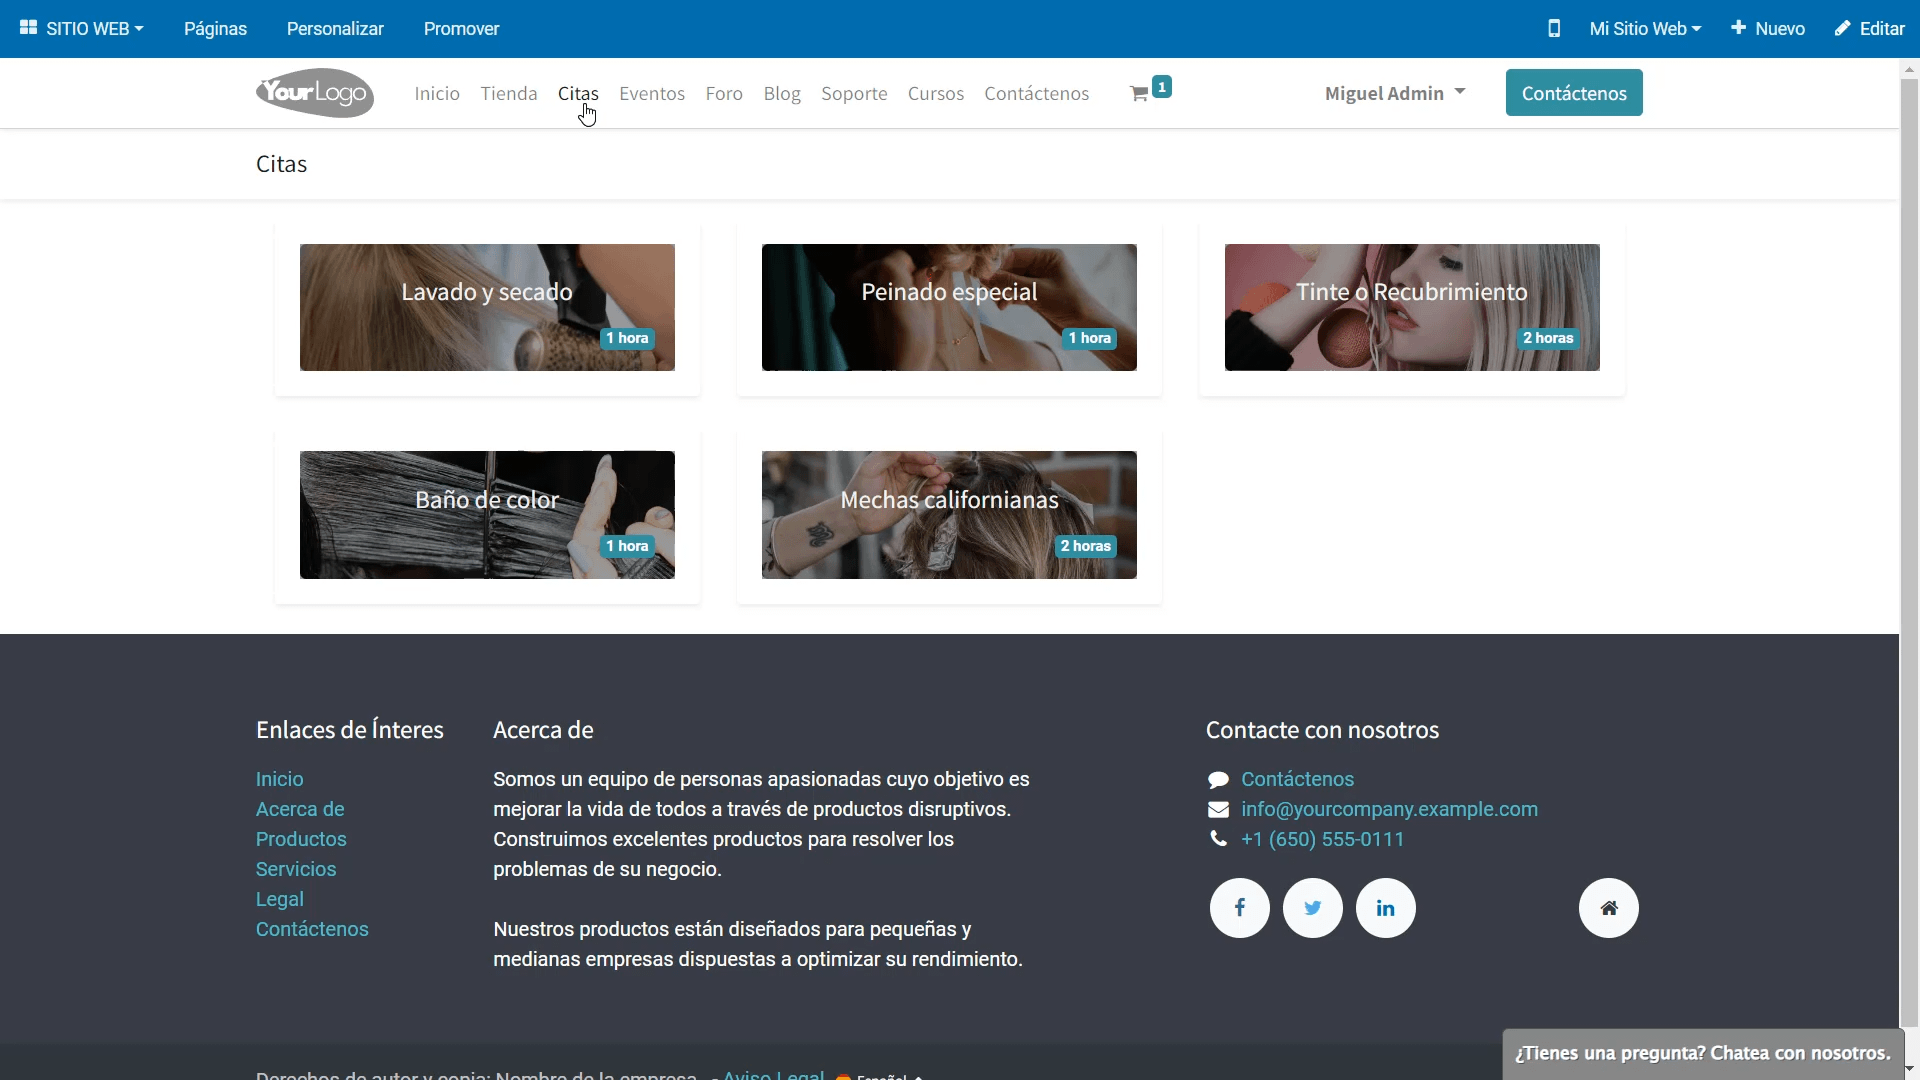 SITIO WEB Páginas Personalizar Promover Mi Sitio Web Nuevo Editar
YourLogo Inicio Tienda Citas Eventos Foro Blog Soporte Cursos Contáctenos 1 Miguel Admin Contáctenos
Citas
Lavado y secado
1 hora
Peinado especial
1 hora
Tinte o Recubrimiento
2 horas
Baño de color
1 hora
Mechas californianas
2 horas
Enlaces de Ínteres
Inicio
Acerca de
Productos
Servicios
Legal
Contáctenos
Acerca de
Somos un equipo de personas apasionadas cuyo objetivo es
mejorar la vida de todos a través de productos disruptivos.
Construimos excelentes productos para resolver los
problemas de su negocio.
Nuestros productos están diseñados para pequeñas y
medianas empresas dispuestas a optimizar su rendimiento.
Contacte con nosotros
Contáctenos
info@yourcompany.example.com
+1 (650) 555-0111
f in
¿Tienes una pregunta? Chatea con nosotros.
Derechos de autor y copia: Nombre de la empresa - Aviso Legal Español